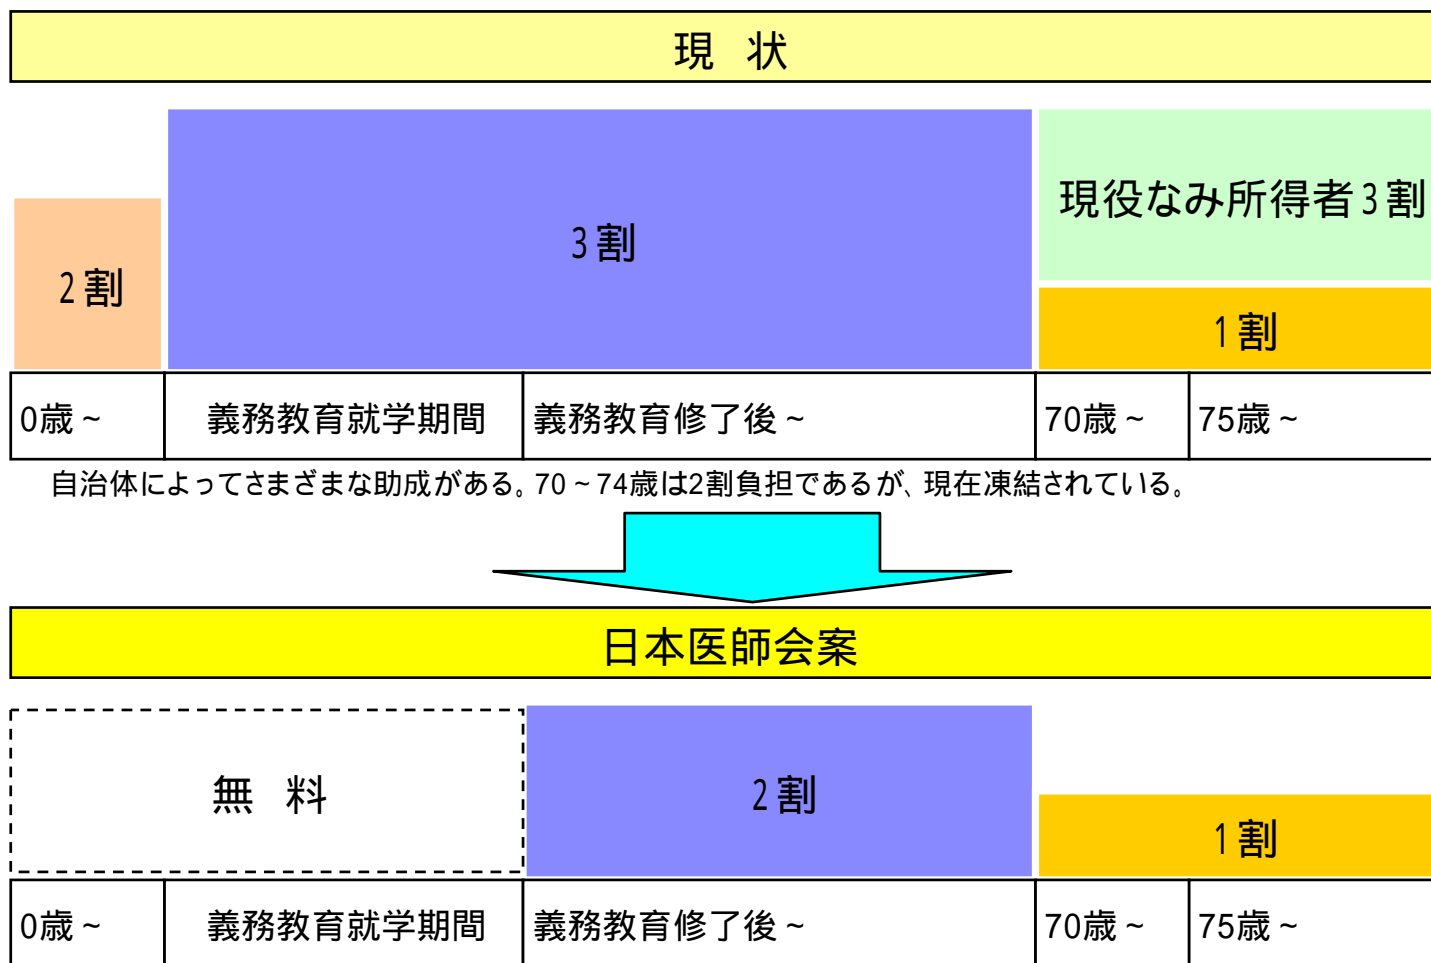 現 状
現役なみ所得者3割
3割
2割
1割
0歳~ 義務教育就学期間 義務教育修了後~ 70歳~ 75歳~
自治体によってさまざまな助成がある。70~74歳は2割負担であるが、現在凍結されている。
日本医師会案
無 料 2割
1割
0歳~ 義務教育就学期間 義務教育修了後~ 70歳~ 75歳~